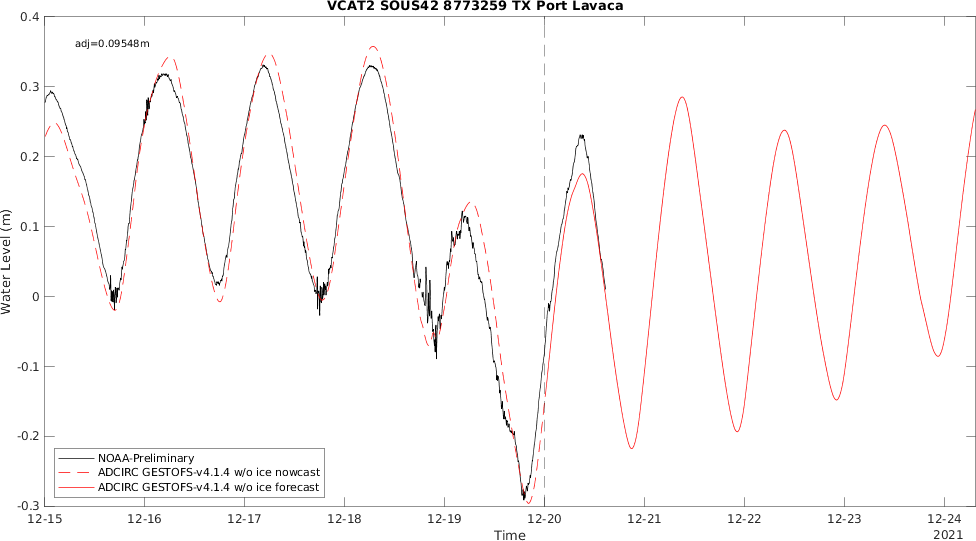 VCAT2 SOUS42 8773259 TX Port Lavaca
adj=0.09548m
0.4
0.3
0.2
0.1
0
-0.1
-0.2
-0.3
Water Level (m)
NOAA-Preliminary
ADCIRC GESTOFS-v4.1.4 w/o ice nowcast
ADCIRC GESTOFS-v4.1.4 w/o ice forecast
12-15 12-16 12-17 12-18 12-19 12-20 12-21 12-22 12-23 12-24
Time
2021